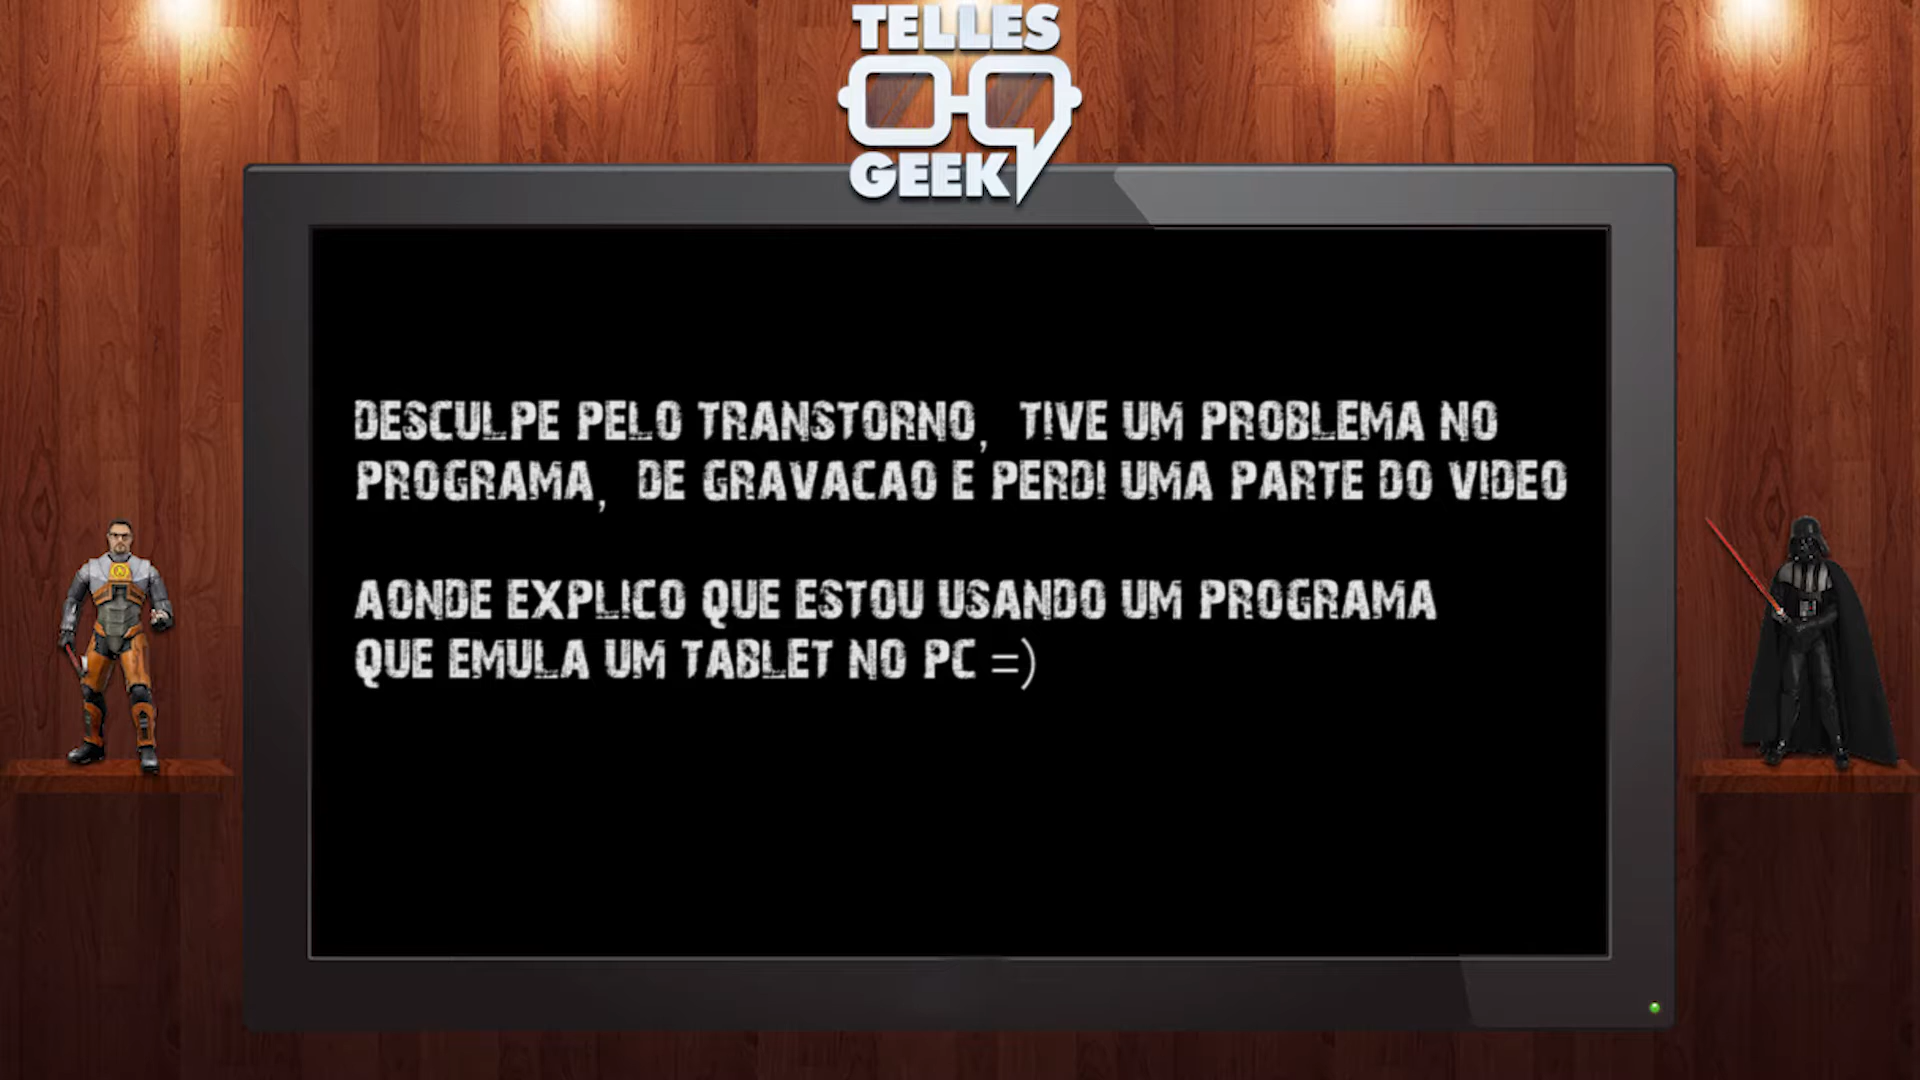 TELLES
GEEK
DESCULPE PELO TRANSTORNO, TIVE UM PROBLEMA NO
PROGRAMA, DE GRAVACAO E PERDI UMA PARTE DO VIDEO
AONDE EXPLICO QUE ESTOU USANDO UM PROGRAMA
QUE EMULA UM TABLET NO PC =)